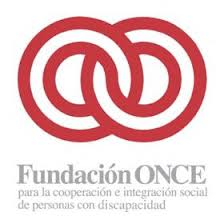 Fundación ONCE
para la cooperación e integración social
de personas con discapacidad